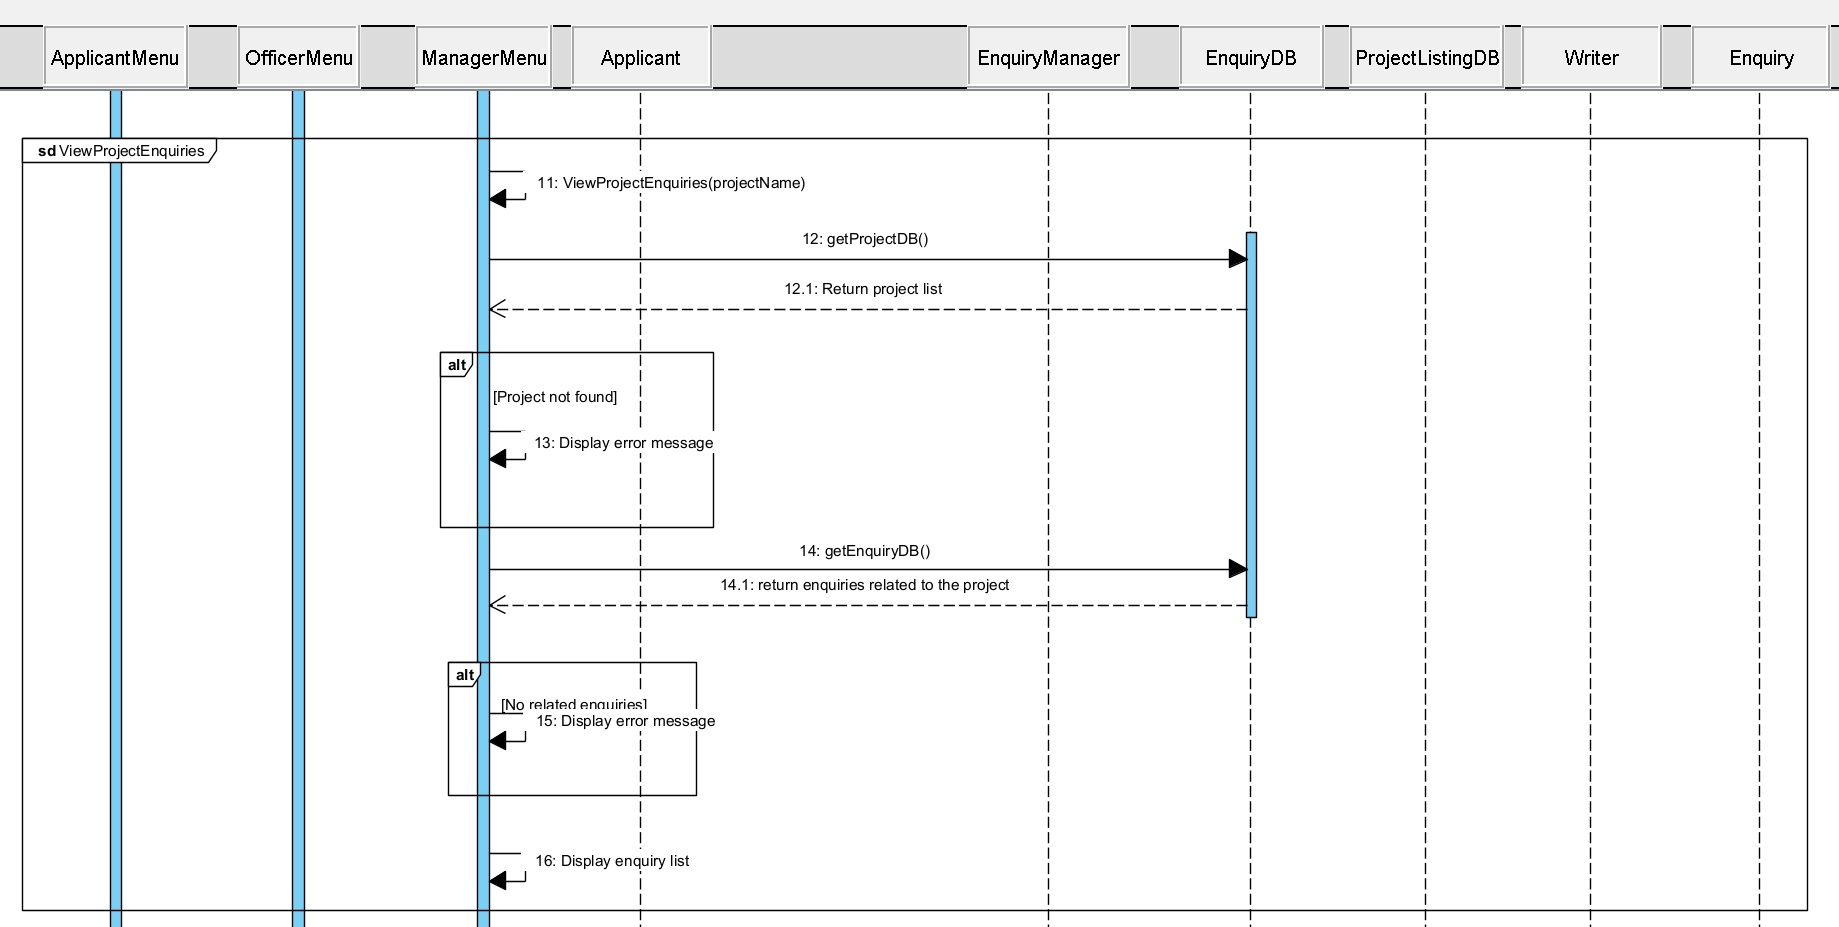 ApplicantMenu OfficerMenu ManagerMenu Applicant EnquiryManager EnquiryDB ProjectListingDB Writer Enquiry
sd ViewProjectEnquiries
11: ViewProjectEnquiries(projectName)
12: getProjectDB()
12.1: Return project list
alt
[Project not found]
13: Display error message
14: getEnquiryDB()
14.1: return enquiries related to the project
alt
[No related enquiries]
15: Display error message
16: Display enquiry list